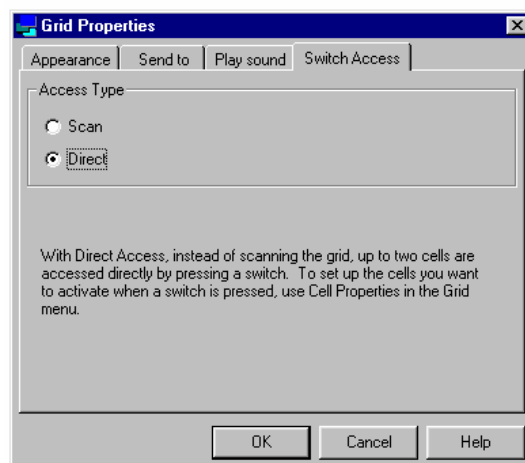 Grid Properties
Appearance Send to Play sound Switch Access
Access Type
Scan
Direct
With Direct Access, instead of scanning the grid, up to two cells are
accessed directly by pressing a switch. To set up the cells you want
to activate when a switch is pressed, use Cell Properties in the Grid
menu.
OK Cancel Help